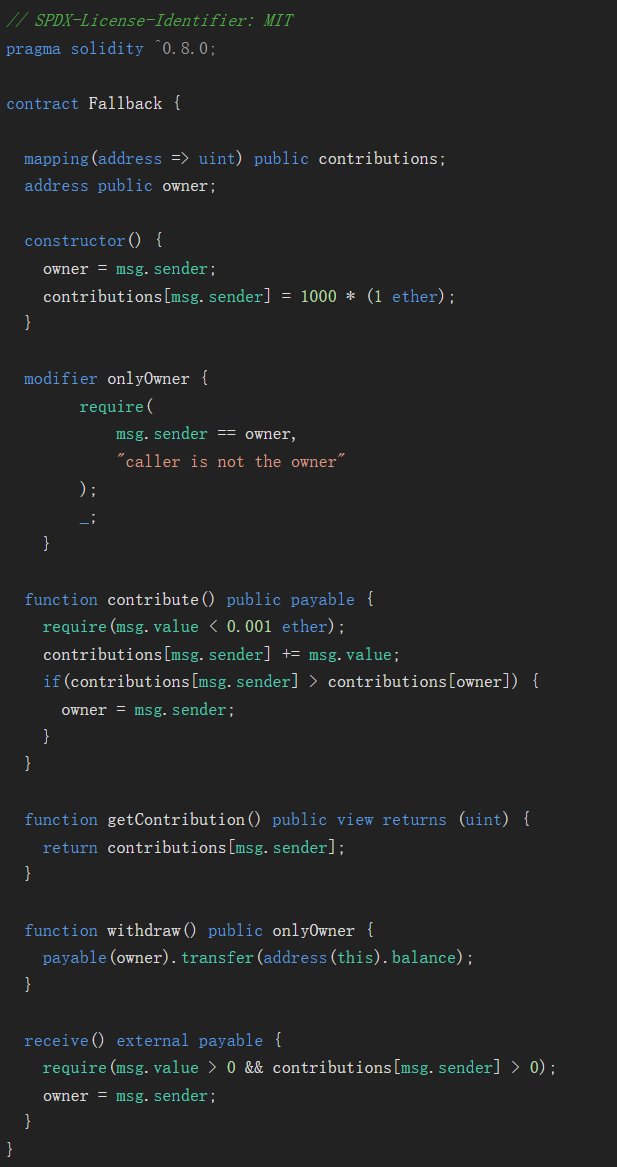 // SPDX-License-Identifier: MIT
pragma solidity ^0.8.0;

contract Fallback {

  mapping(address => uint) public contributions;
  address public owner;

  constructor() {
    owner = msg.sender;
    contributions[msg.sender] = 1000 * (1 ether);
  }

  modifier onlyOwner {
        require(
            msg.sender == owner,
            "caller is not the owner"
        );
        _;
    }

  function contribute() public payable {
    require(msg.value < 0.001 ether);
    contributions[msg.sender] += msg.value;
    if(contributions[msg.sender] > contributions[owner]) {
      owner = msg.sender;
    }
  }

  function getContribution() public view returns (uint) {
    return contributions[msg.sender];
  }

  function withdraw() public onlyOwner {
    payable(owner).transfer(address(this).balance);
  }

  receive() external payable {
    require(msg.value > 0 && contributions[msg.sender] > 0);
    owner = msg.sender;
  }
}